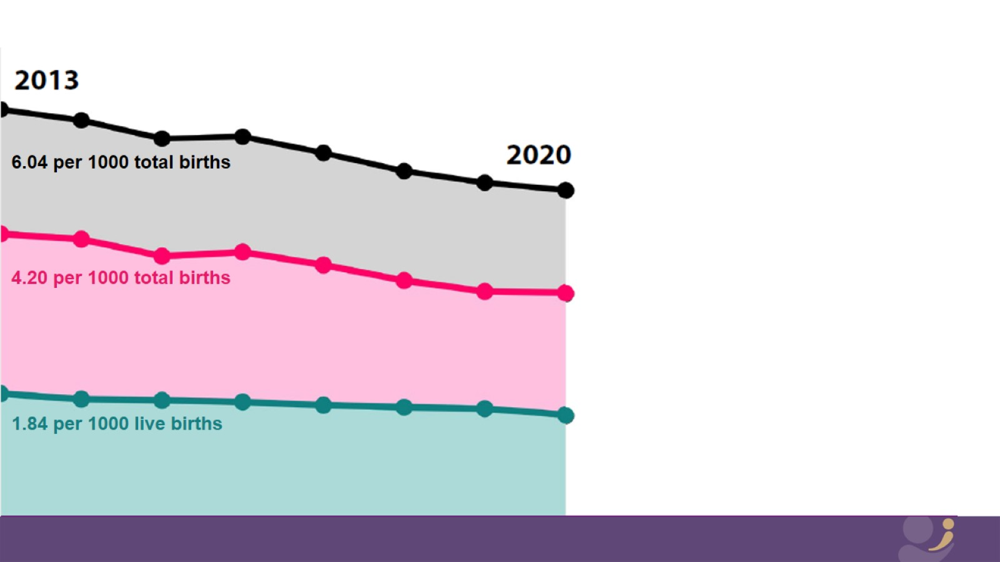 2013
6.04 per 1000 total births
2020
4.20 per 1000 total births
1.84 per 1000 live births